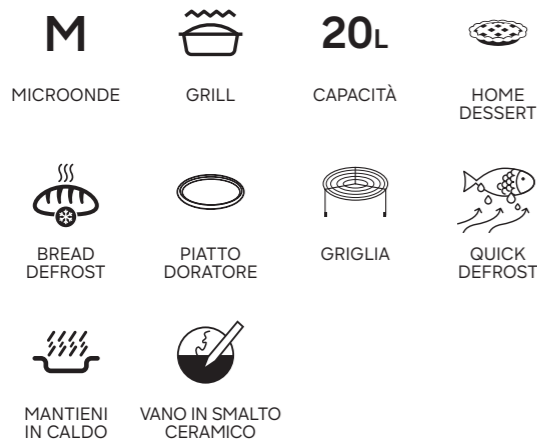 M
20L
MICROONDE
GRILL
CAPACITÀ
HOME
DESSERT
BREAD
DEFROST
PIATTO
DORATORE
GRIGLIA
QUICK
DEFROST
MANTIENI
IN CALDO
VANO IN SMALTO
CERAMICO